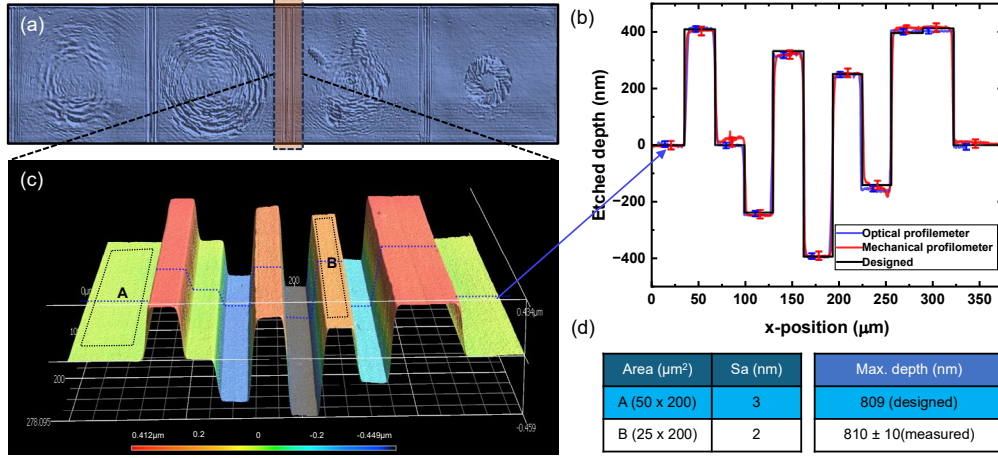 (a)
(b)
400
200
0
−200
−400
Etched depth (nm)
Optical profilemeter
Mechanical profilometer
Designed
0 50 100 150 200 250 300 350
x-position (µm)
(c)
A
B
200
0.434µm
200
278.095
-0.459
0.412µm 0.2 0 -0.2 -0.449µm
(d)
Area (µm²) Sa (nm) Max. depth (nm)
A (50 x 200) 3 809 (designed)
B (25 x 200) 2 810 ± 10(measured)